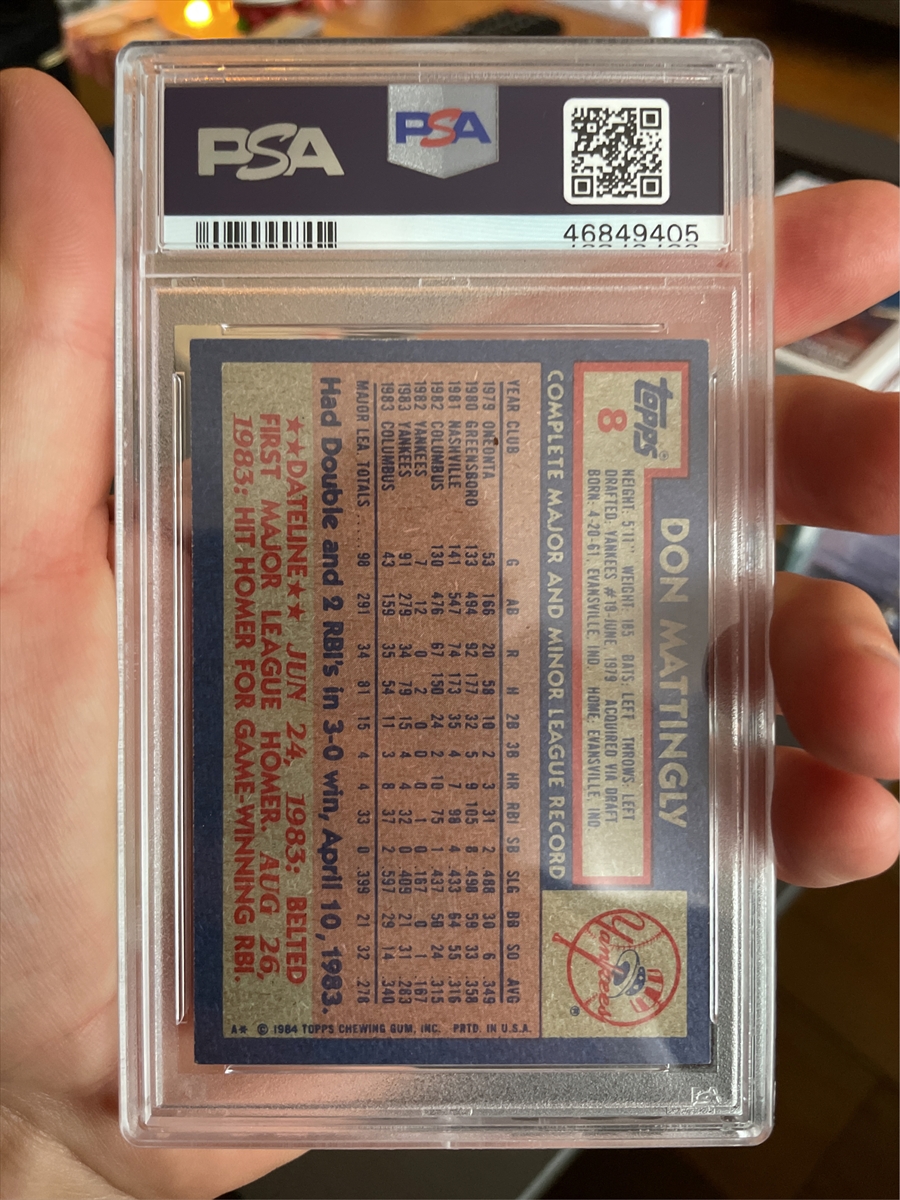 PSA
PSA
46849405
topps®
8
DON MATTINGLY
HEIGHT: 5'11" WEIGHT: 185 BATS: LEFT THROWS: LEFT
DRAFTED: YANKEES #19-JUNE, 1979 ACQUIRED: VIA DRAFT
BORN: 4-20-61, EVANSVILLE, IND. HOME: EVANSVILLE, IND.
COMPLETE MAJOR AND MINOR LEAGUE RECORD
Yankees®
YEAR CLUB G AB R H 2B 3B HR RBI SB SLG BB SO AVG
1979 ONEONTA 53 166 20 58 10 2 3 31 2 .488 30 6 .349
1980 GREENSBORO 133 494 92 177 32 5 9 105 8 .498 59 33 .358
1981 NASHVILLE 141 547 74 173 35 4 7 98 4 .433 64 55 .316
1982 COLUMBUS 130 476 67 150 24 2 10 75 1 .437 50 24 .315
1982 YANKEES 7 12 0 2 0 0 0 1 0 .167 0 1 .167
1983 YANKEES 91 279 34 79 15 4 4 32 0 .409 21 31 .283
1983 COLUMBUS 43 159 35 54 11 3 8 37 2 .597 29 14 .340
MAJOR LEA. TOTALS ..... 98 291 34 81 15 4 4 33 0 .399 21 32 .278
Had Double and 2 RBI's in 3-0 win, April 10, 1983.
★★DATELINE★★ JUN 24, 1983: BELTED
FIRST MAJOR LEAGUE HOMER. AUG 26,
1983: HIT HOMER FOR GAME-WINNING RBI.
A* © 1984 TOPPS CHEWING GUM, INC. PRTD. IN U.S.A.